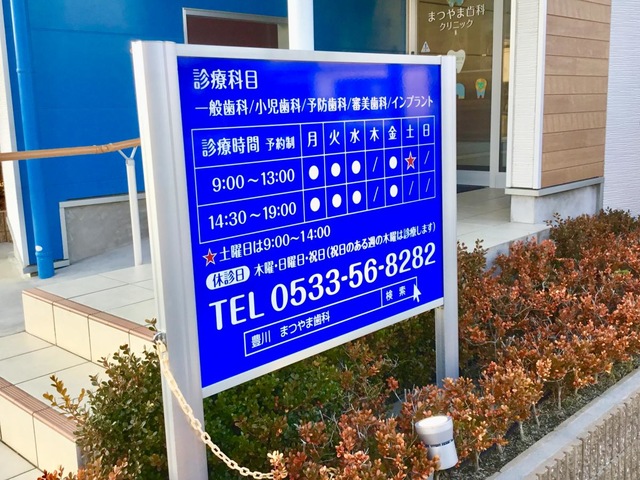 まつやま歯科
クリニック
診療科目
一般歯科/小児歯科/予防歯科/審美歯科/インプラント
診療時間 予約制 月 火 水 木 金 土 日
9:00～13:00 ● ● ● / ● ★ /
14:30～19:00 ● ● ● / ● / /
★土曜日は9:00～14:00
休診日 木曜・日曜日・祝日(祝日のある週の木曜は診療します)
TEL 0533-56-8282
豊川 まつやま歯科 検索